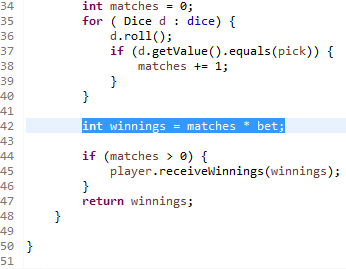 34 int matches = 0;
35 for ( Dice d : dice) {
36 d.roll();
37 if (d.getValue().equals(pick)) {
38 matches += 1;
39 }
40 }
41
42 int winnings = matches * bet;
43
44 if (matches > 0) {
45 player.receiveWinnings(winnings);
46 }
47 return winnings;
48 }
49
50 }
51